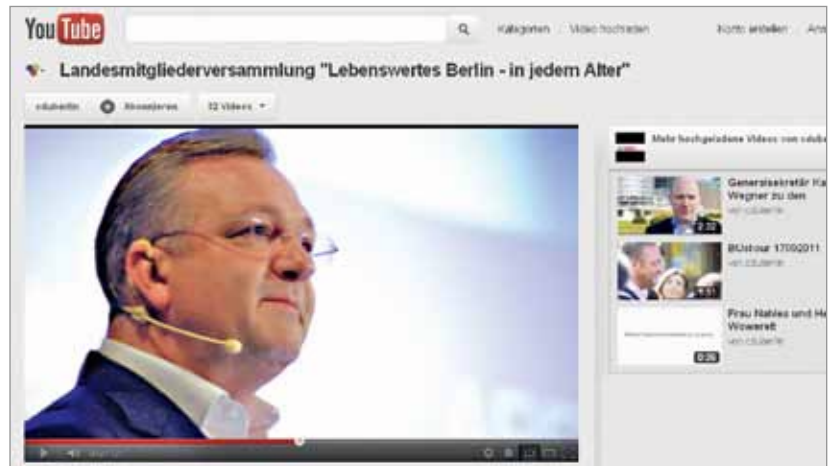 YouTube
Kategorien Video hochladen
Konto erstellen
Landesmitgliederversammlung "Lebenswertes Berlin - in jedem Alter"
cduberlin Abonnieren 12 Videos
Mehr hochgeladene Videos von
Generalsekretär
Wegner zu den
von cduberlin
2:32
BUstour 17092011
von cduberlin
Frau Nahles und
Wowereit
von cduberlin
0:26